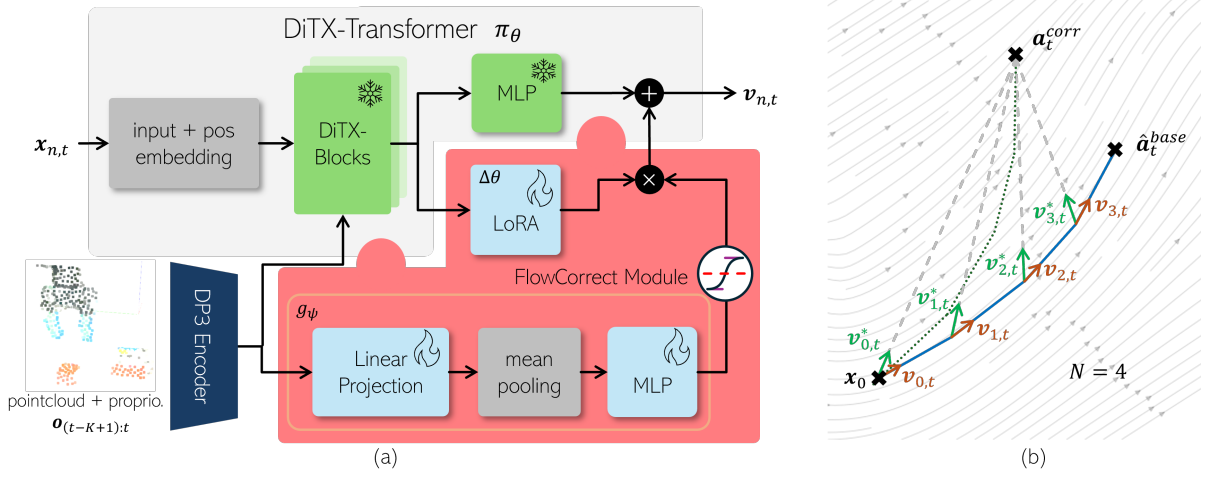 DiTX-Transformer π_θ
x_{n,t}
input + pos
embedding
DiTX-
Blocks
MLP
+
v_{n,t}
Δθ
LoRA
×
FlowCorrect Module
g_ψ
DP3 Encoder
Linear
Projection
mean
pooling
MLP
pointcloud + proprio.
o_{(t−K+1):t}
(a)
a_t^{corr}
â_t^{base}
v^*_{3,t}
v_{3,t}
v^*_{2,t}
v_{2,t}
v^*_{1,t}
v_{1,t}
v^*_{0,t}
v_{0,t}
x_0
N = 4
(b)